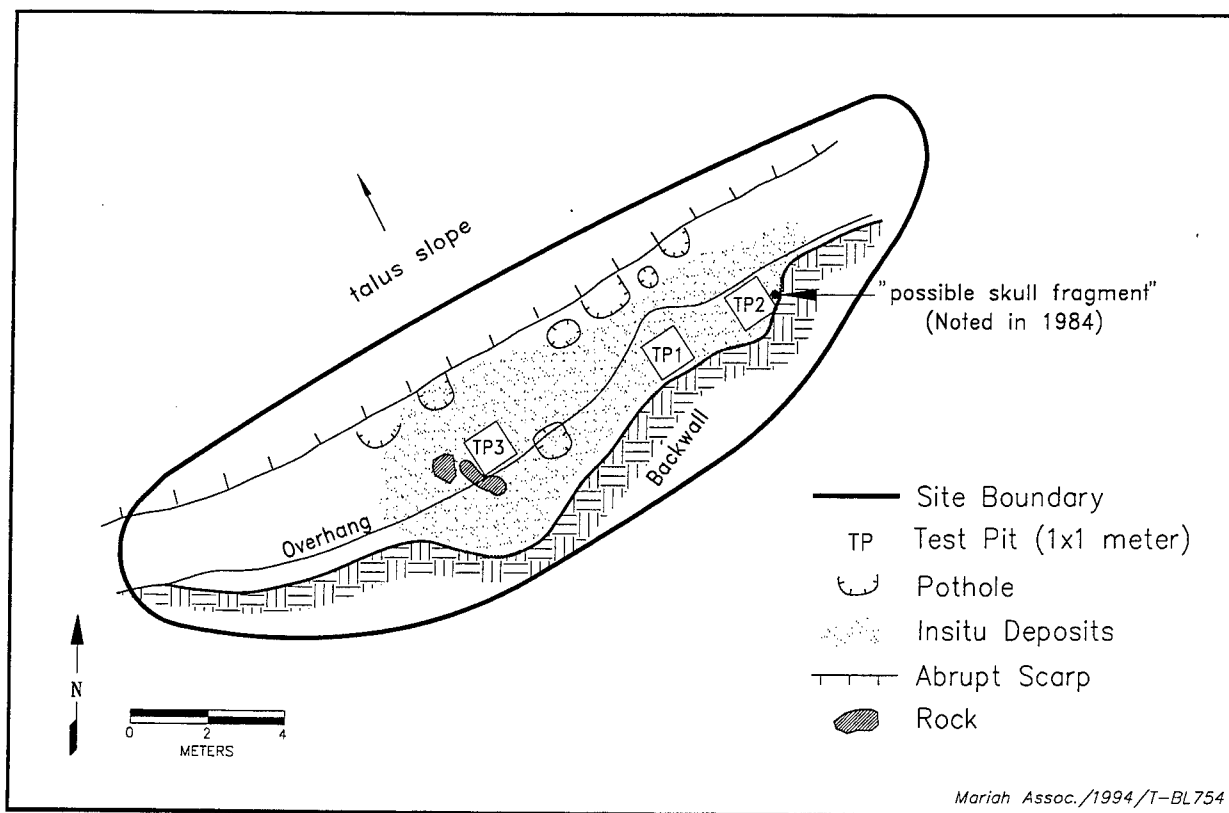 talus slope
"possible skull fragment"
(Noted in 1984)
TP2
TP1
TP3
Backwall
Overhang
Site Boundary
TP Test Pit (1x1 meter)
Pothole
Insitu Deposits
Abrupt Scarp
Rock
N
0 2 4
METERS
Mariah Assoc./1994/T-BL754